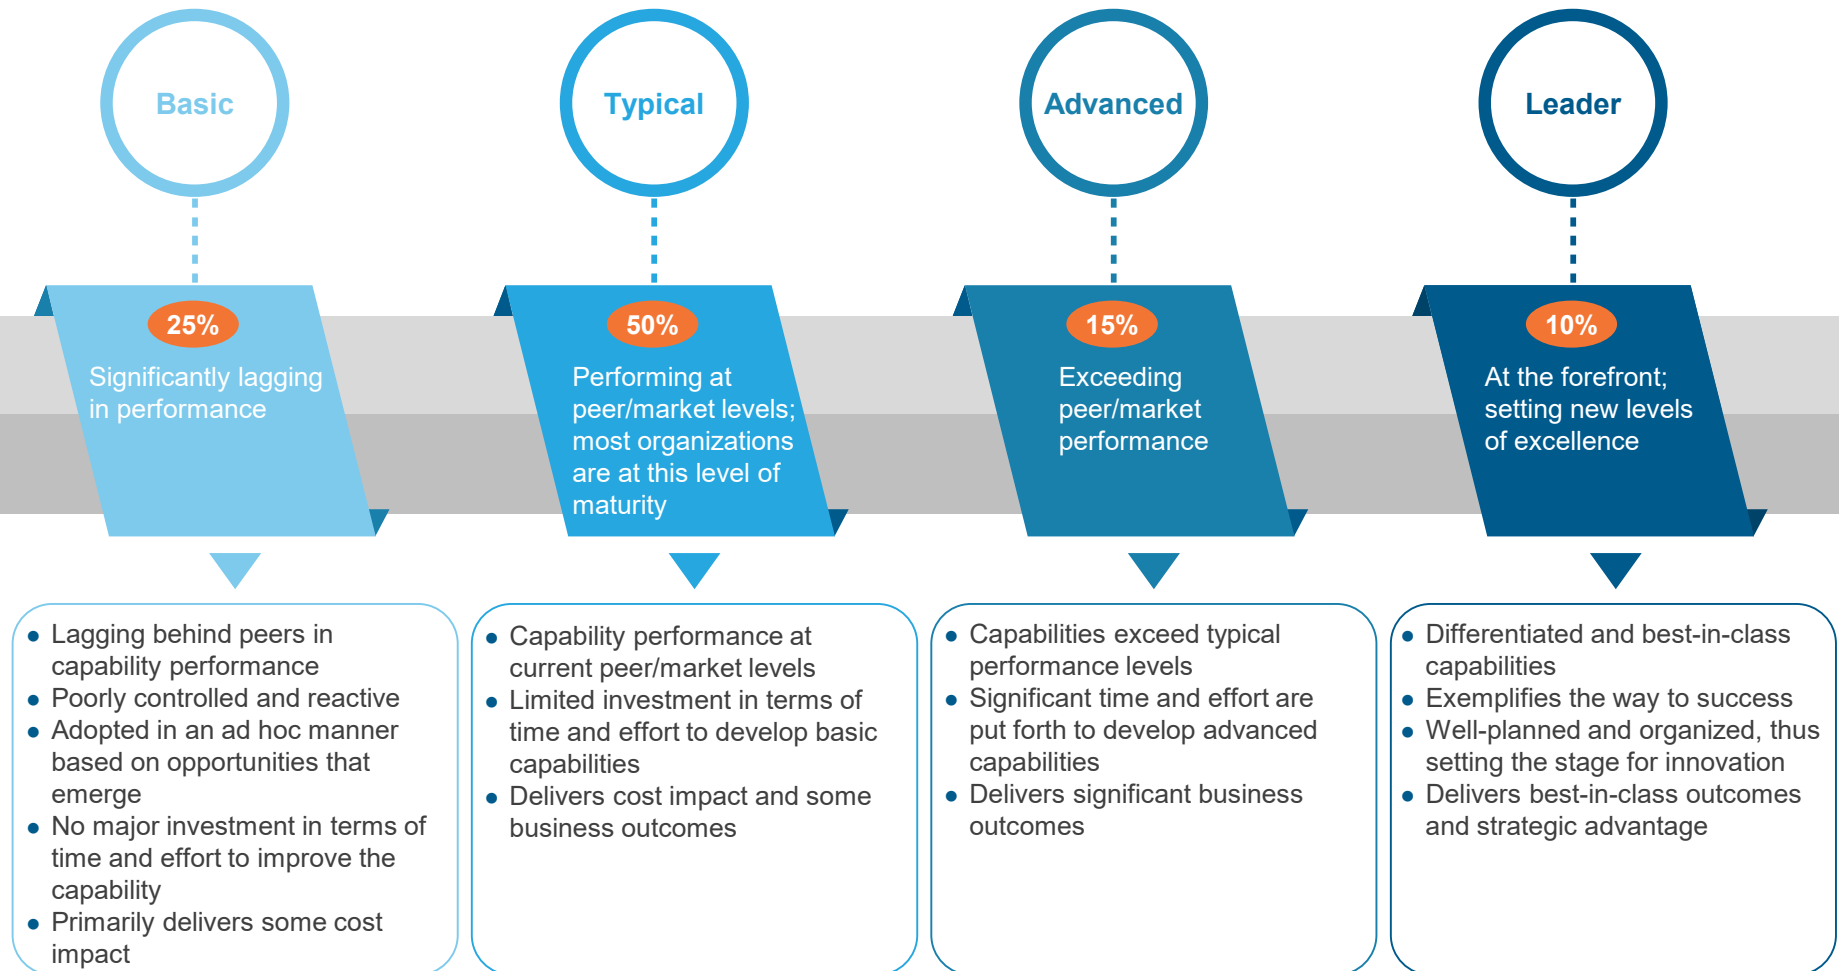 Basic
Typical
Advanced
Leader
25%
Significantly lagging
in performance
50%
Performing at
peer/market levels;
most organizations
are at this level of
maturity
15%
Exceeding
peer/market
performance
10%
At the forefront;
setting new levels
of excellence
● Lagging behind peers in
capability performance
● Poorly controlled and reactive
● Adopted in an ad hoc manner
based on opportunities that
emerge
● No major investment in terms of
time and effort to improve the
capability
● Primarily delivers some cost
impact
● Capability performance at
current peer/market levels
● Limited investment in terms of
time and effort to develop basic
capabilities
● Delivers cost impact and some
business outcomes
● Capabilities exceed typical
performance levels
● Significant time and effort are
put forth to develop advanced
capabilities
● Delivers significant business
outcomes
● Differentiated and best-in-class
capabilities
● Exemplifies the way to success
● Well-planned and organized, thus
setting the stage for innovation
● Delivers best-in-class outcomes
and strategic advantage